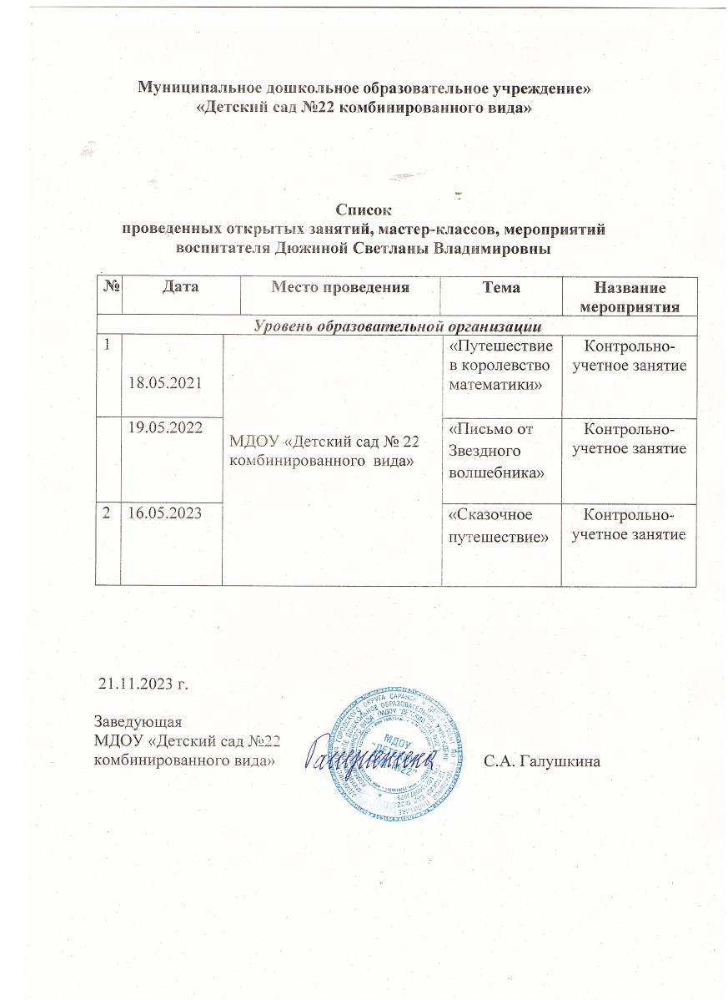 Муниципальное дошкольное образовательное учреждение»
«Детский сад №22 комбинированного вида»
Список
проведенных открытых занятий, мастер-классов, мероприятий
воспитателя Дюжиной Светланы Владимировны
№ Дата Место проведения Тема Название мероприятия
Уровень образовательной организации
1
18.05.2021
«Путешествие
в королевство
математики»
Контрольно-
учетное занятие
19.05.2022
МДОУ «Детский сад № 22
комбинированного вида»
«Письмо от
Звездного
волшебника»
Контрольно-
учетное занятие
2 16.05.2023
«Сказочное
путешествие»
Контрольно-
учетное занятие
21.11.2023 г.
Заведующая
МДОУ «Детский сад №22
комбинированного вида»
С.А. Галушкина
МДОУ